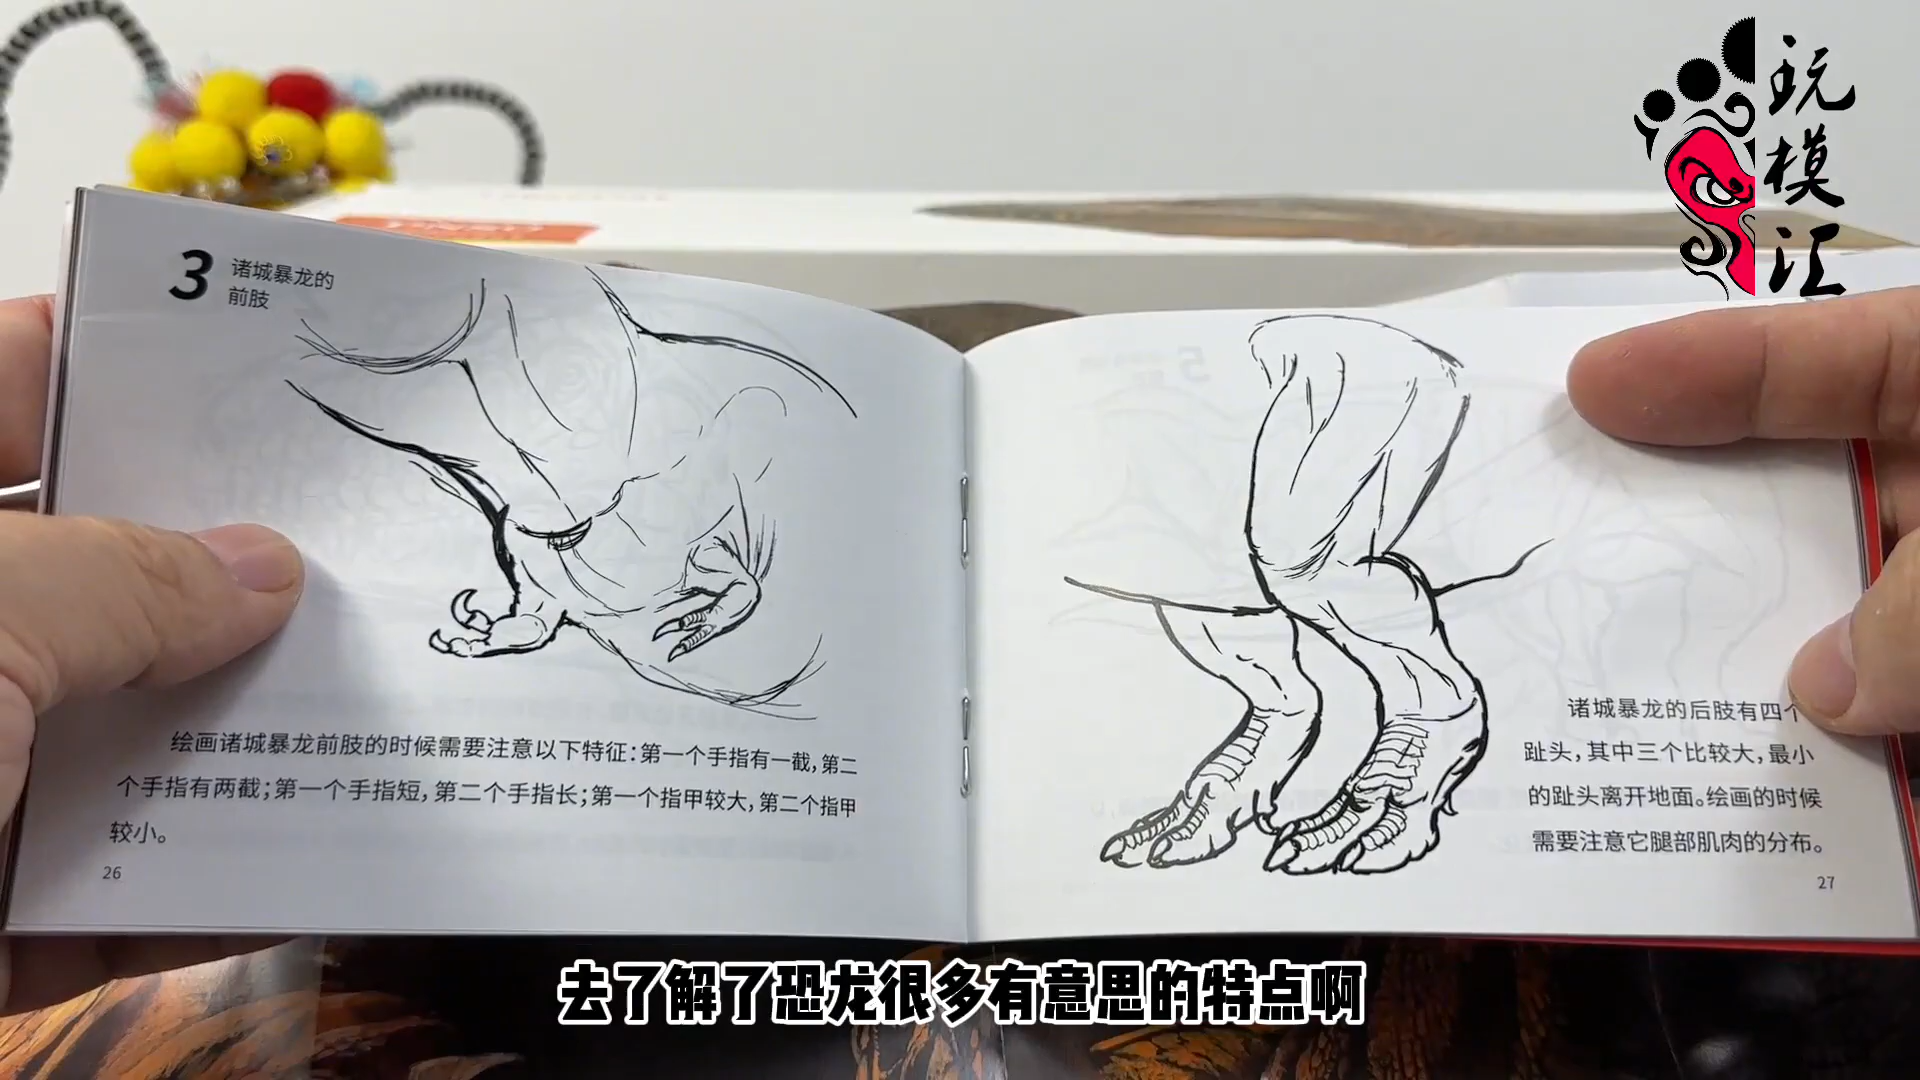 玩模汇
3
诸城暴龙的
前肢
绘画诸城暴龙前肢的时候需要注意以下特征:第一个手指有一截,第二
个手指有两截;第一个手指短,第二个手指长;第一个指甲较大,第二个指甲
较小。
26
诸城暴龙的后肢有四个
趾头,其中三个比较大,最小
的趾头离开地面。绘画的时候
需要注意它腿部肌肉的分布。
27
去了解了恐龙很多有意思的特点啊